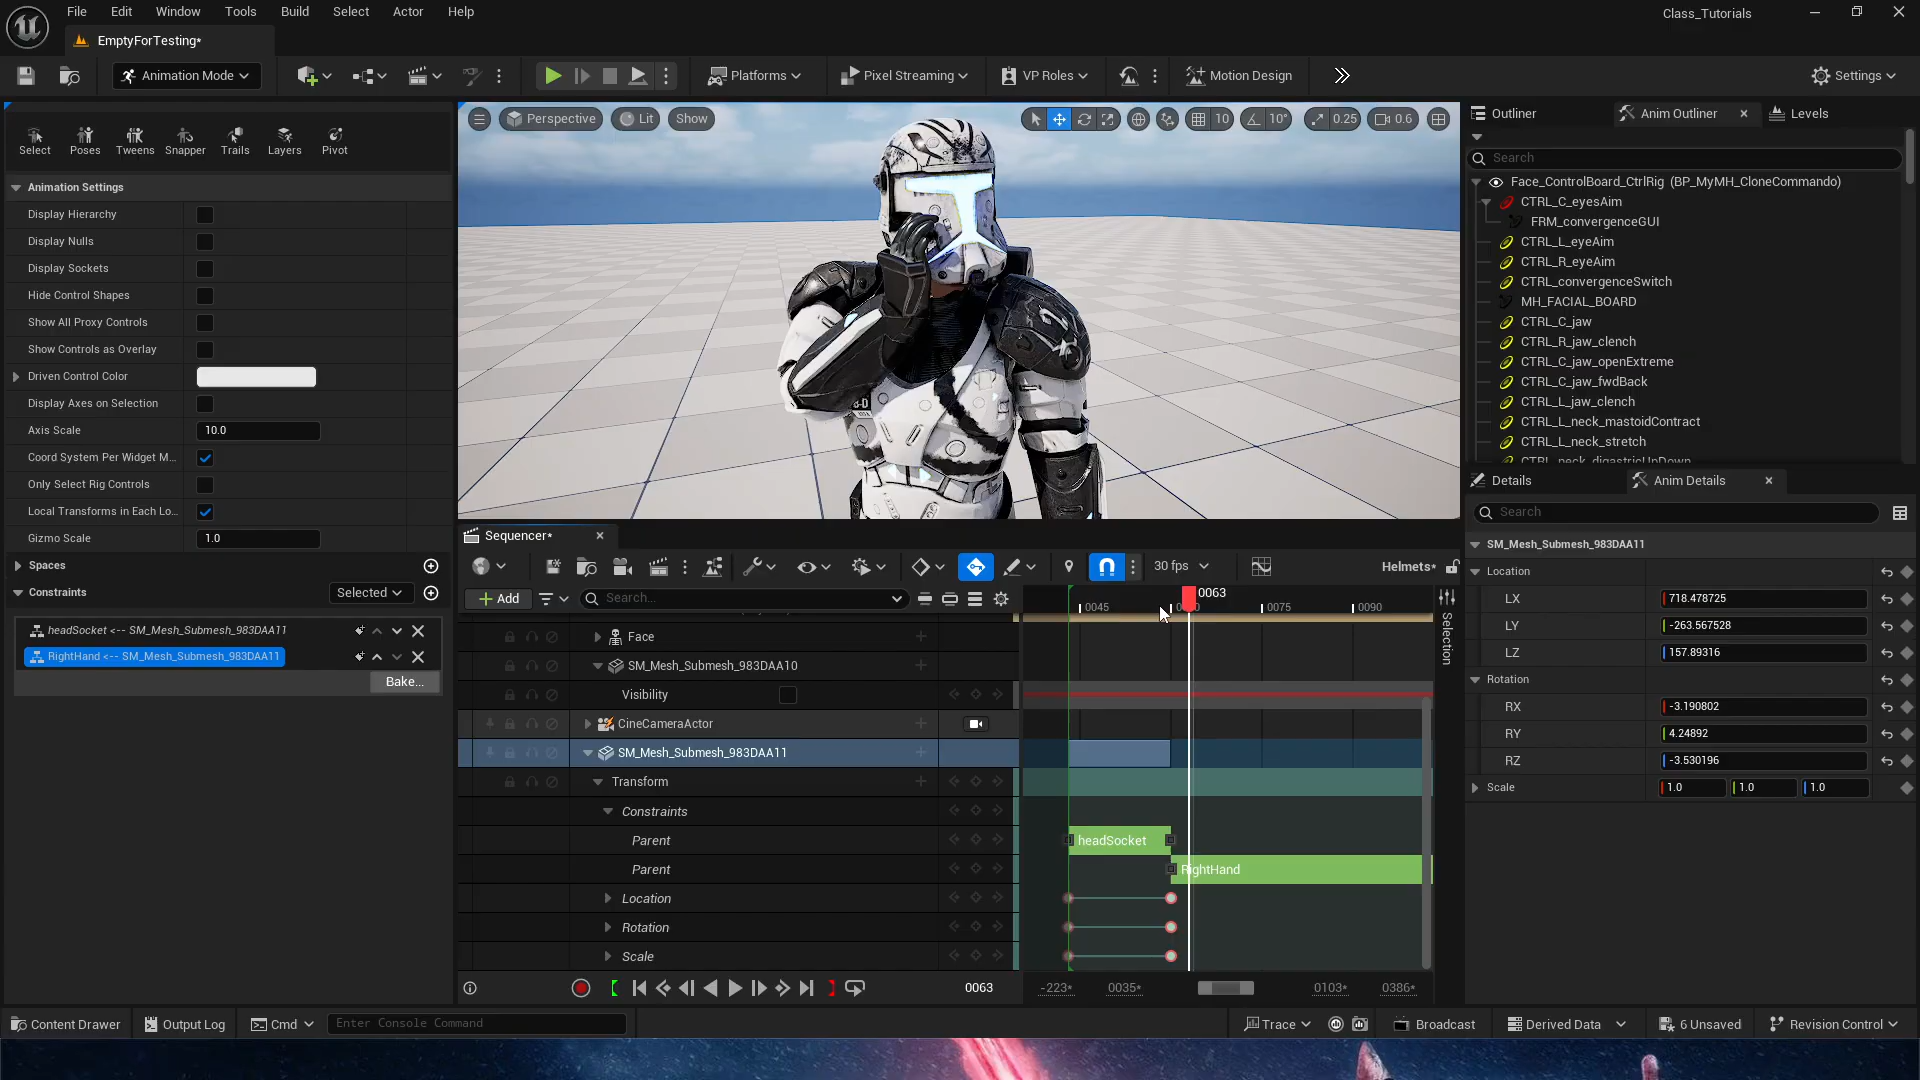 File Edit Window Tools Build Select Actor Help Class_Tutorials
EmptyForTesting*
Animation Mode Platforms Pixel Streaming VP Roles Motion Design Settings
Select Poses Tweens Snapper Trails Layers Pivot
Animation Settings
Display Hierarchy
Display Nulls
Display Sockets
Hide Control Shapes
Show All Proxy Controls
Show Controls as Overlay
Driven Control Color
Display Axes on Selection
Axis Scale 10.0
Coord System Per Widget M...
Only Select Rig Controls
Local Transforms in Each Lo...
Gizmo Scale 1.0
Spaces
Constraints Selected
headSocket <-- SM_Mesh_Submesh_983DAA11
RightHand <-- SM_Mesh_Submesh_983DAA11
Bake...
Perspective Lit Show 10 10° 0.25 0.6
Outliner Anim Outliner Levels
Search
Face_ControlBoard_CtrlRig (BP_MyMH_CloneCommando)
CTRL_C_eyesAim
FRM_convergenceGUI
CTRL_L_eyeAim
CTRL_R_eyeAim
CTRL_convergenceSwitch
MH_FACIAL_BOARD
CTRL_C_jaw
CTRL_R_jaw_clench
CTRL_C_jaw_openExtreme
CTRL_C_jaw_fwdBack
CTRL_L_jaw_clench
CTRL_L_neck_mastoidContract
CTRL_L_neck_stretch
CTRL_neck_digastricUpDown
Details Anim Details
Search
SM_Mesh_Submesh_983DAA11
Location
LX 718.478725
LY -263.567528
LZ 157.89316
Rotation
RX -3.190802
RY 4.24892
RZ -3.530196
Scale 1.0 1.0 1.0
Sequencer*
30 fps Helmets*
Add Search... 0063
0045 0075 0090
Selection
Face
SM_Mesh_Submesh_983DAA10
Visibility
CineCameraActor
SM_Mesh_Submesh_983DAA11
Transform
Constraints
Parent headSocket
Parent RightHand
Location
Rotation
Scale
0063 -223* 0035* 0103* 0386*
Content Drawer Output Log Cmd Enter Console Command Trace Broadcast Derived Data 6 Unsaved Revision Control